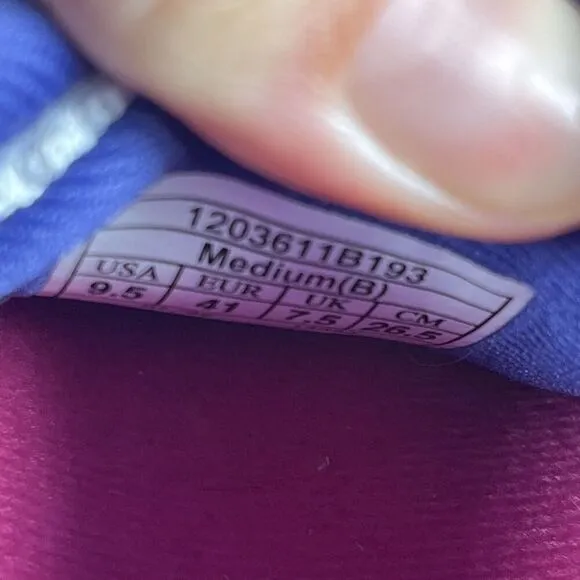 1203611B193
Medium(B)
USA EUR UK CM
9.5 41 7.5 26.5